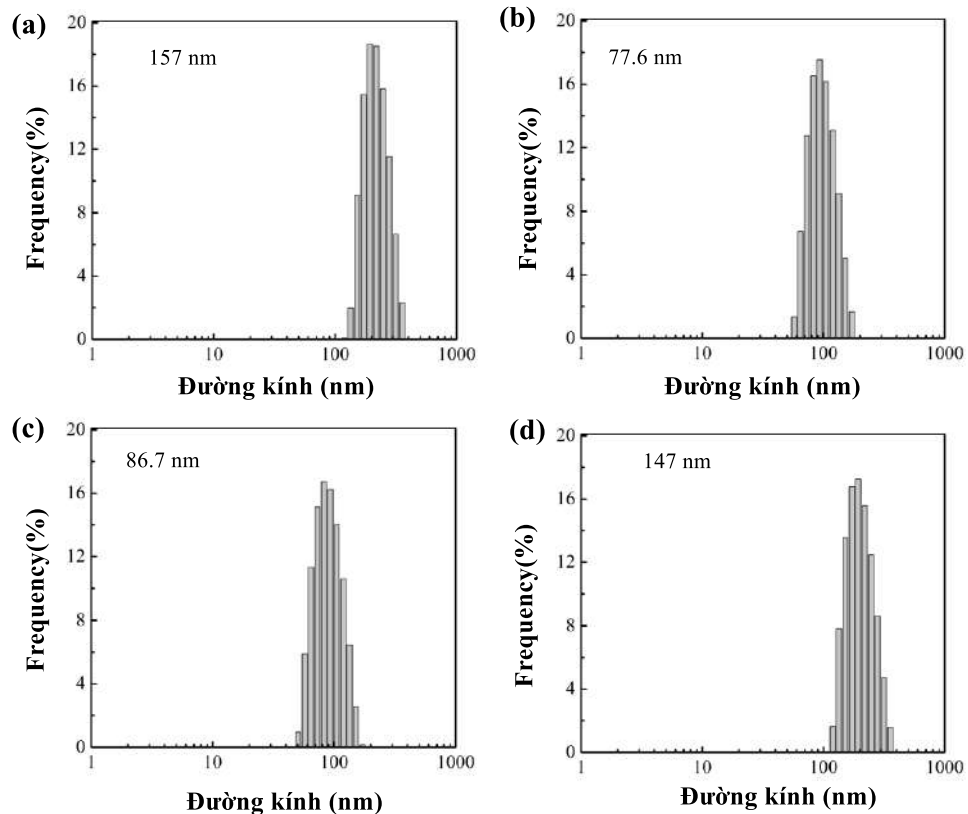 (a)
157 nm
Frequency(%)
20
16
12
8
4
0
1 10 100 1000
Đường kính (nm)
(b)
77.6 nm
Frequency(%)
20
16
12
8
4
0
1 10 100 1000
Đường kính (nm)
(c)
86.7 nm
Frequency(%)
20
16
12
8
4
0
1 10 100 1000
Đường kính (nm)
(d)
147 nm
Frequency(%)
20
16
12
8
4
0
1 10 100 1000
Đường kính (nm)